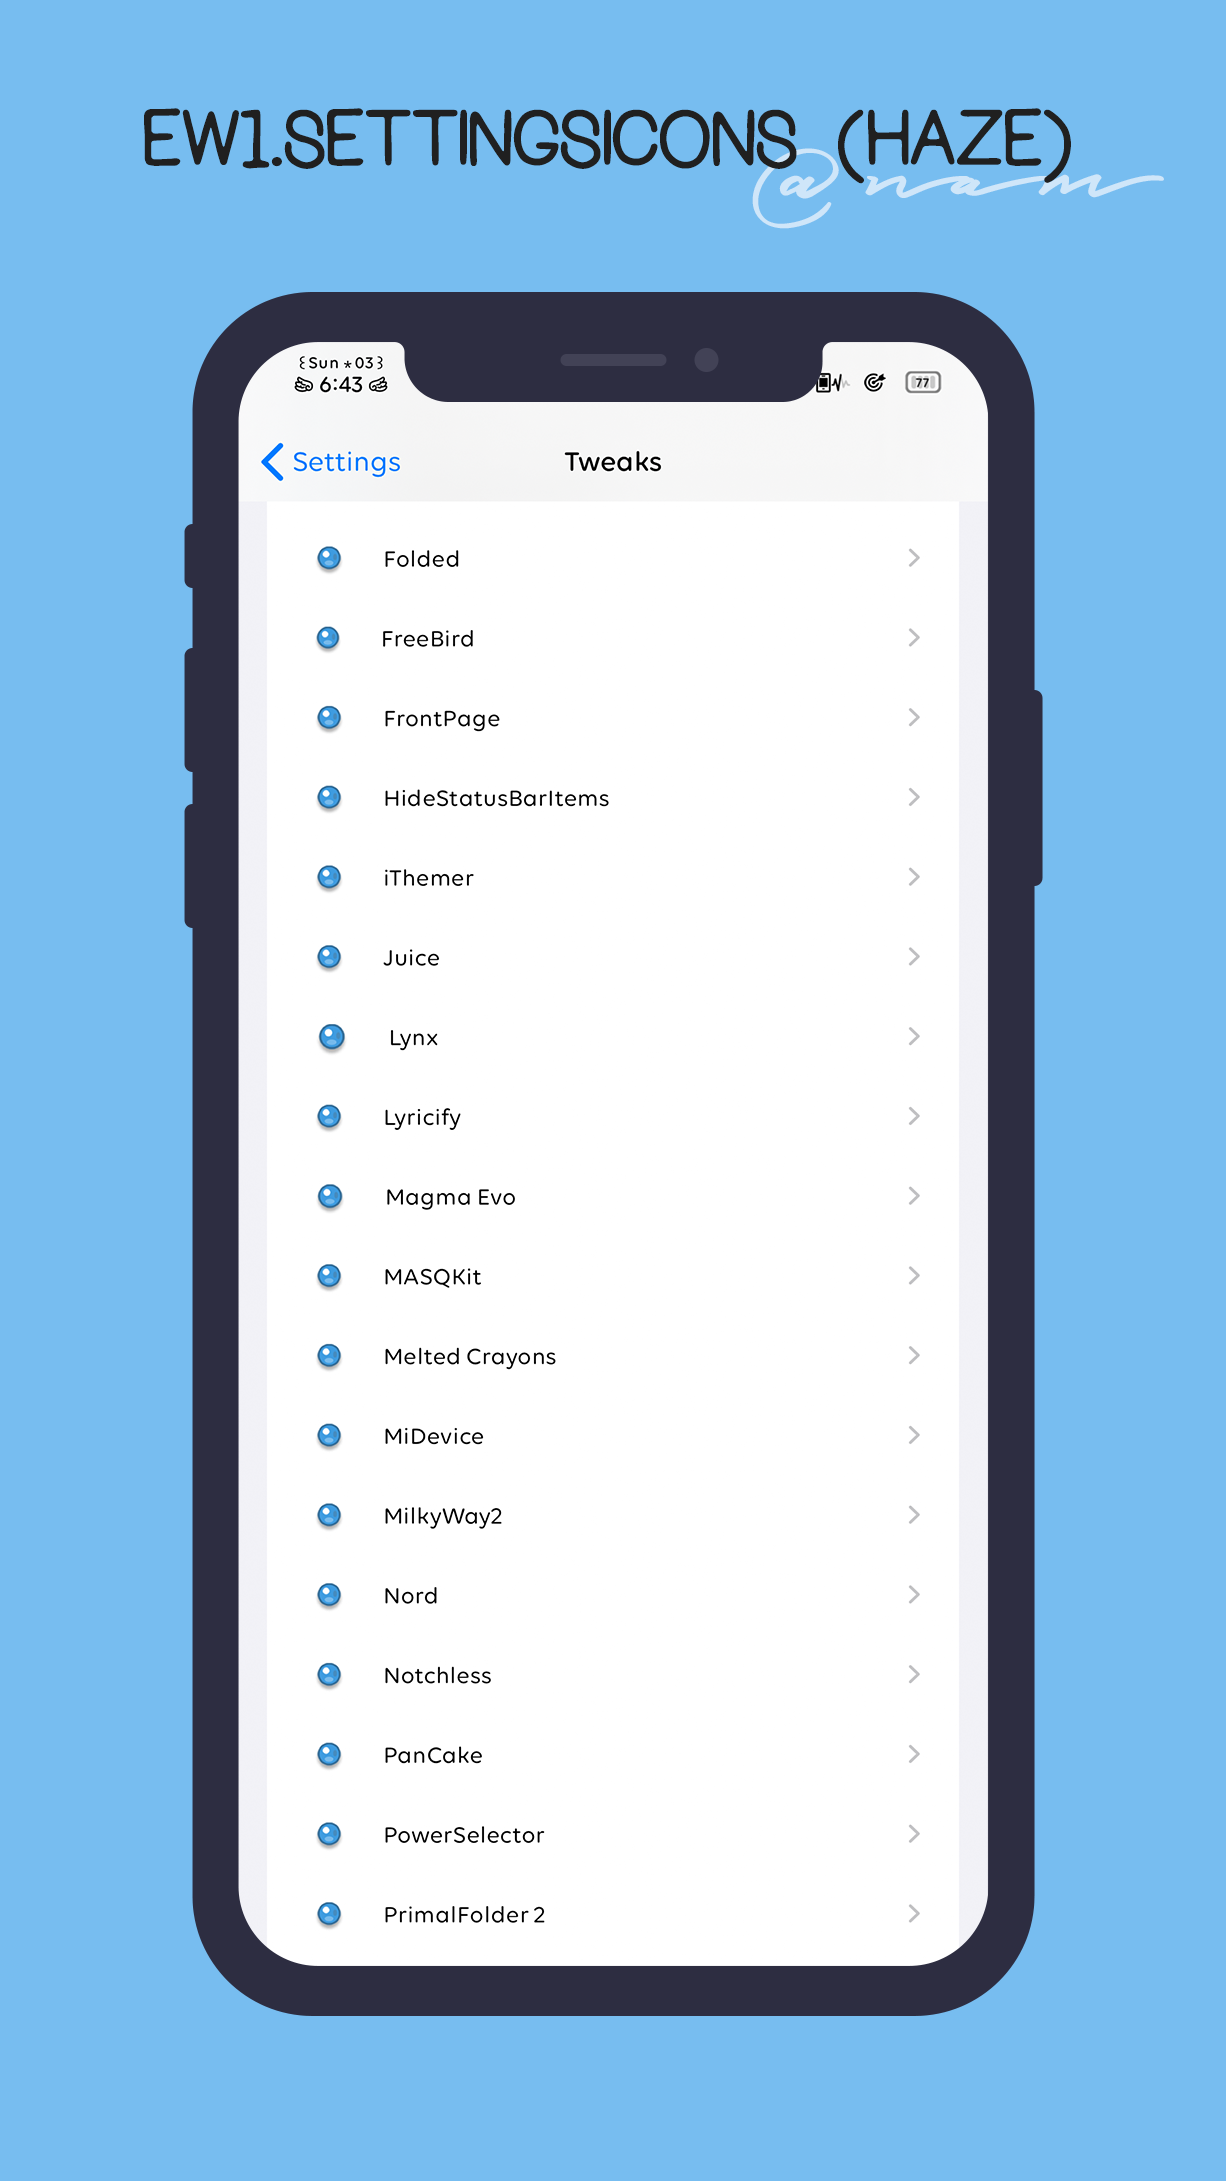 EW1.SETTINGSICONS (HAZE)
@nam
Sun * 03
6:43
77
Settings
Tweaks
Folded
FreeBird
FrontPage
HideStatusBarItems
iThemer
Juice
Lynx
Lyricify
Magma Evo
MASQKit
Melted Crayons
MiDevice
MilkyWay2
Nord
Notchless
PanCake
PowerSelector
PrimalFolder 2